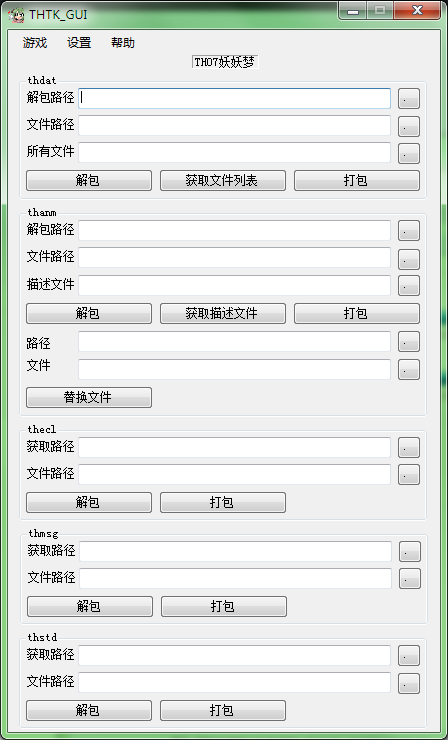 THTK_GUI
游戏 设置 帮助
TH07妖妖梦
thdat
解包路径 .
文件路径 .
所有文件 .
解包 获取文件列表 打包
thanm
解包路径 .
文件路径 .
描述文件 .
解包 获取描述文件 打包
路径 .
文件 .
替换文件
thecl
获取路径 .
文件路径 .
解包 打包
thmsg
获取路径 .
文件路径 .
解包 打包
thstd
获取路径 .
文件路径 .
解包 打包